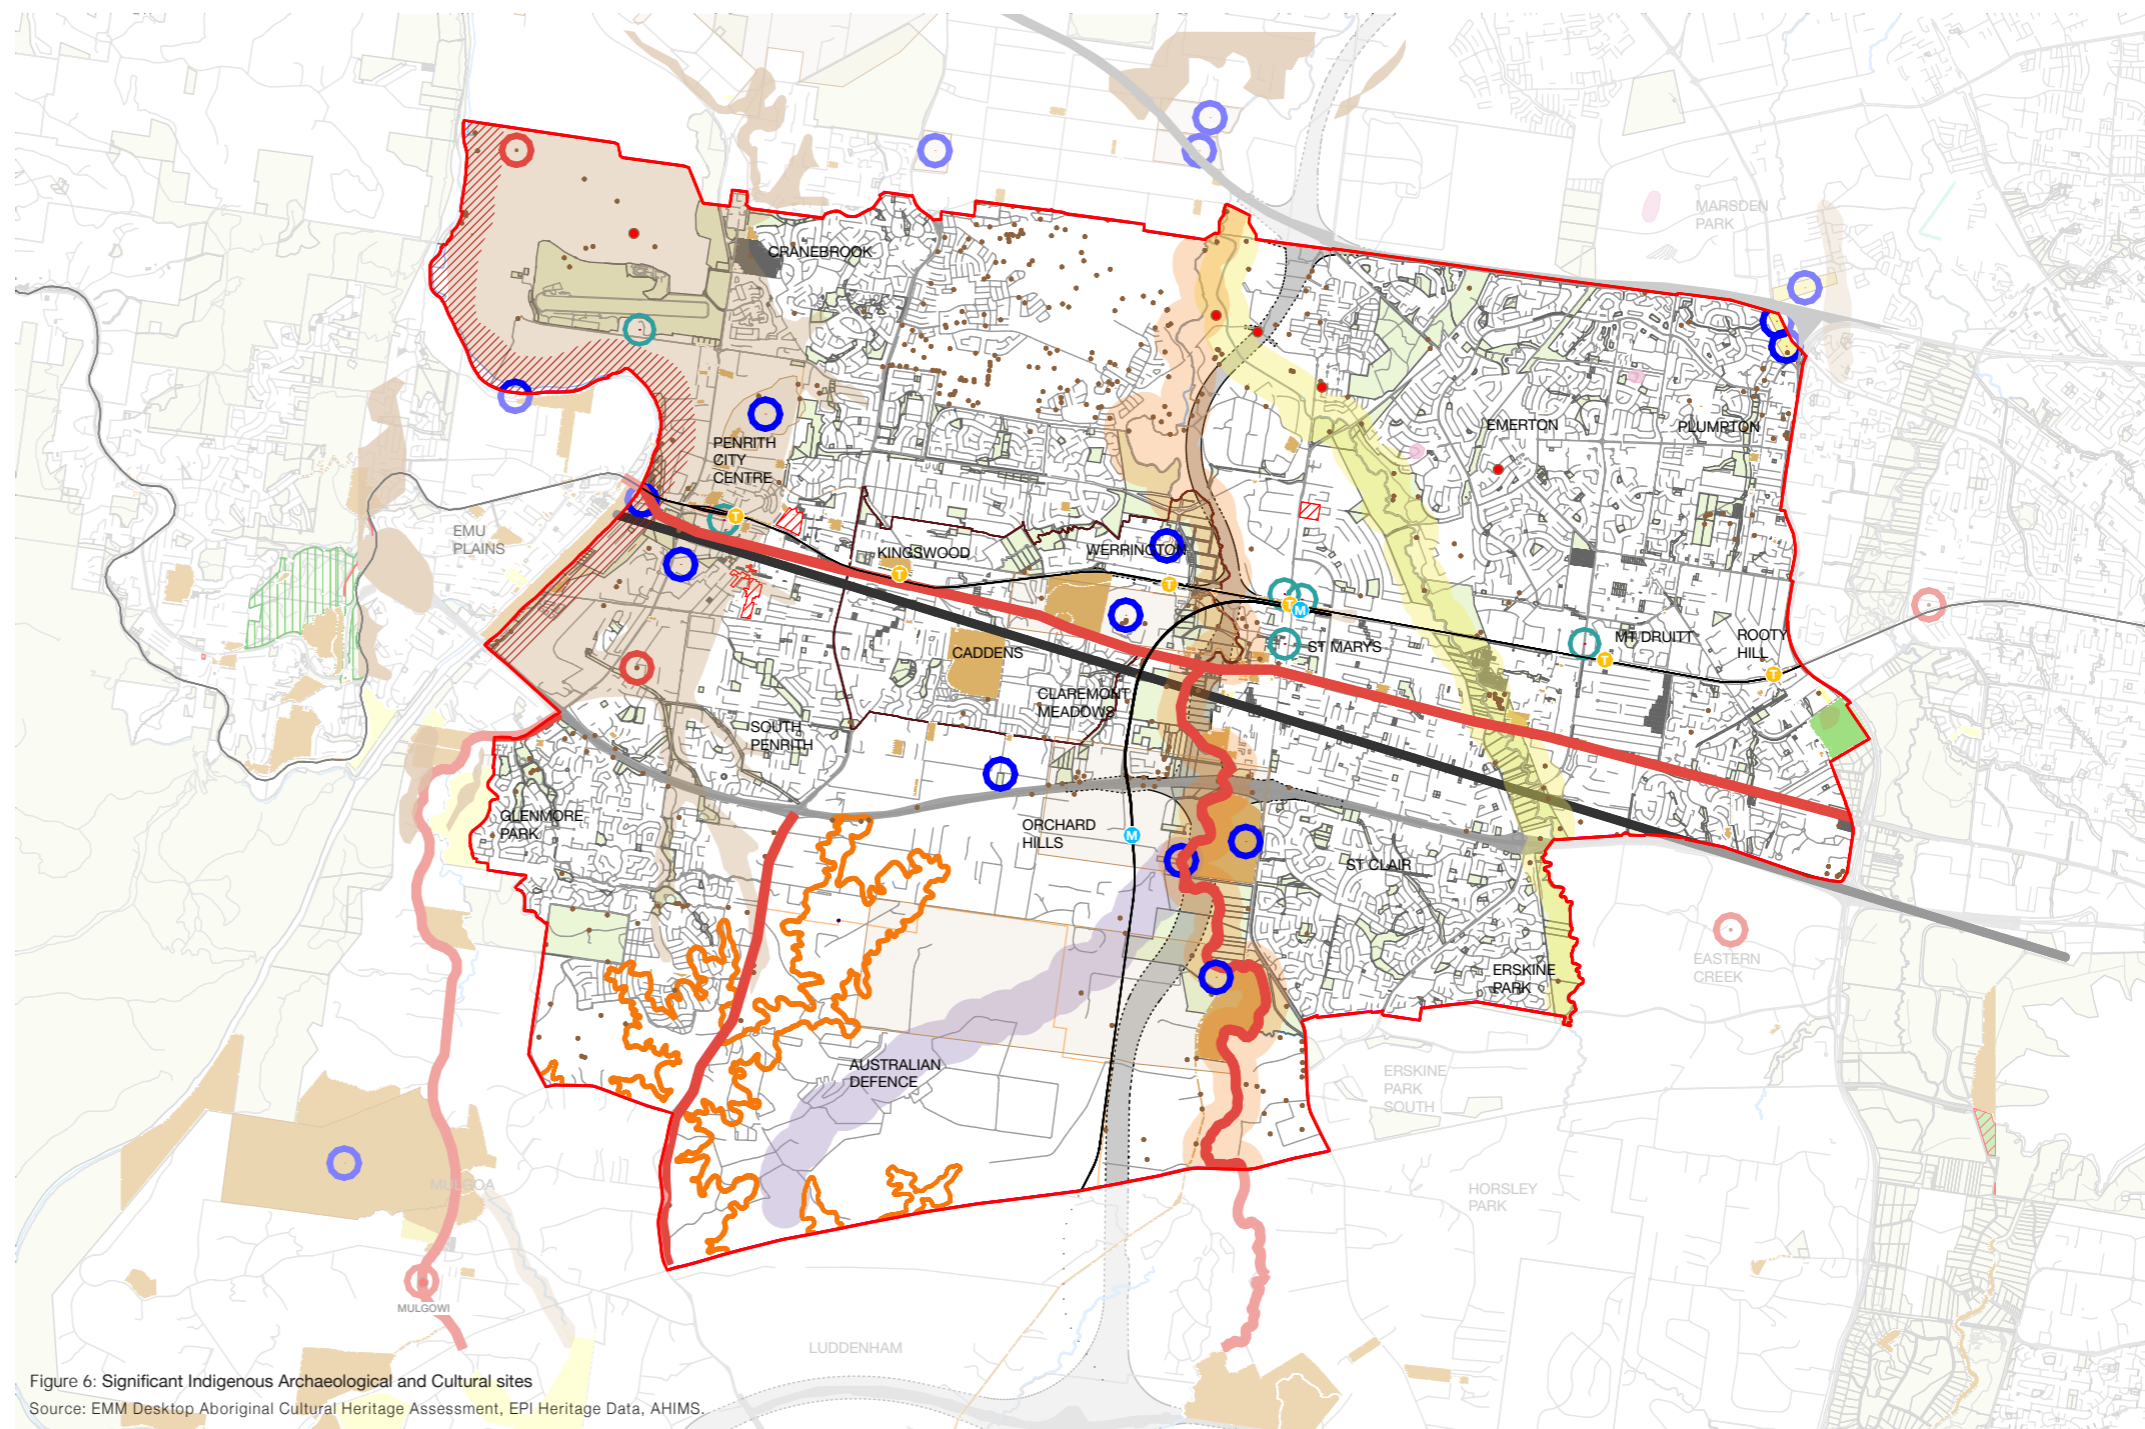 MARSDEN
PARK
CRANEBROOK
EMERTON
PLUMPTON
PENRITH
CITY
CENTRE
EMU
PLAINS
T
KINGSWOOD
T
WERRINGTON
T
T
M
ST MARYS
MT DRUITT
T
ROOTY
HILL
T
CADDENS
CLAREMONT
MEADOWS
SOUTH
PENRITH
GLENMORE
PARK
ORCHARD
HILLS
M
ST CLAIR
EASTERN
CREEK
ERSKINE
PARK
AUSTRALIAN
DEFENCE
ERSKINE
PARK
SOUTH
MULGOA
HORSLEY
PARK
MULGOWI
LUDDENHAM
Figure 6: Significant Indigenous Archaeological and Cultural sites
Source: EMM Desktop Aboriginal Cultural Heritage Assessment, EPI Heritage Data, AHIMS.